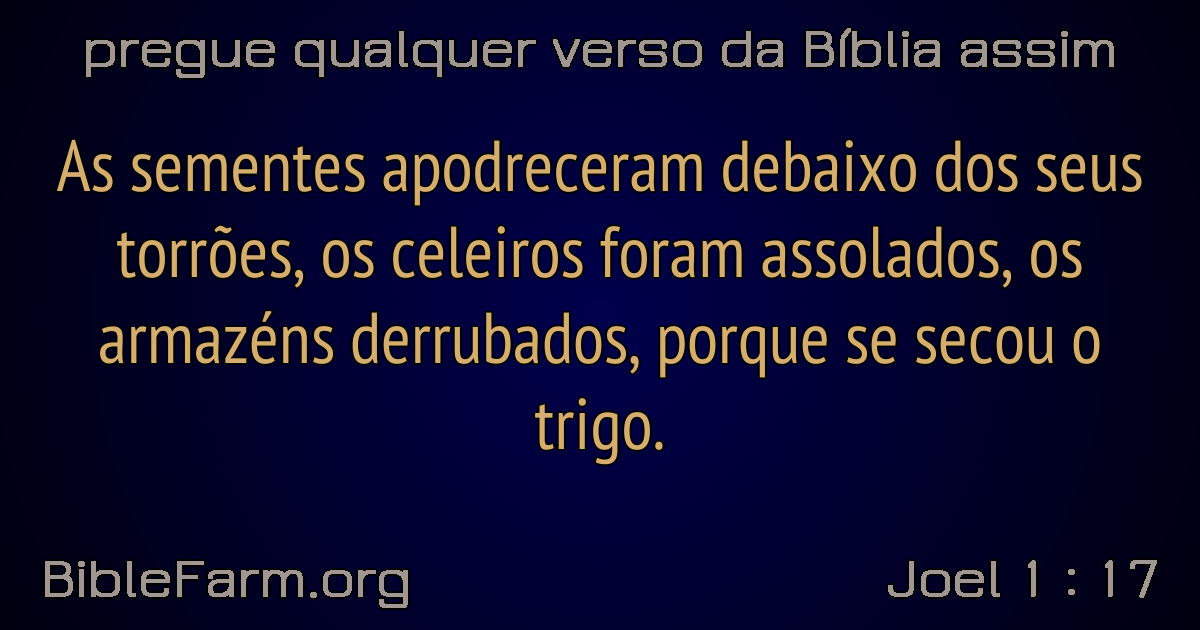 pregue qualquer verso da Bíblia assim
As sementes apodreceram debaixo dos seus
torrões, os celeiros foram assolados, os
armazéns derrubados, porque se secou o
trigo.
BibleFarm.org
Joel 1 : 17